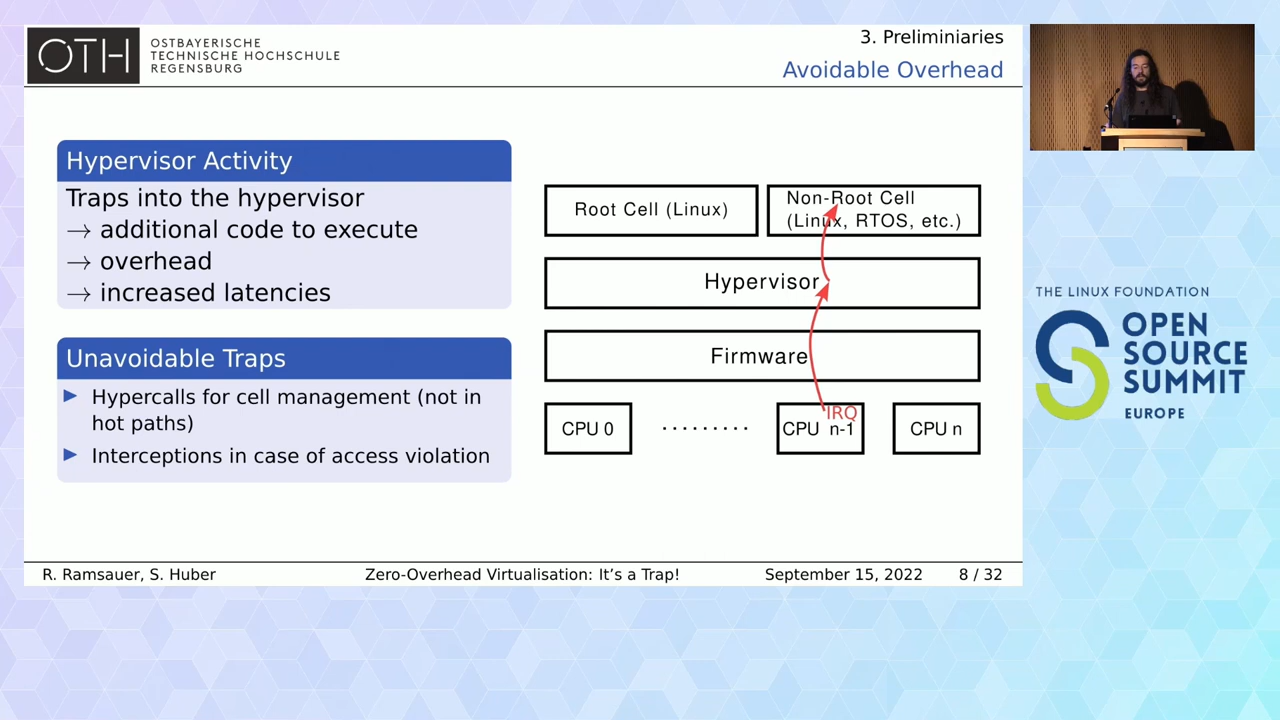 OTH
OSTBAYERISCHE
TECHNISCHE HOCHSCHULE
REGENSBURG
3. Preliminiaries
Avoidable Overhead
Hypervisor Activity
Traps into the hypervisor
→ additional code to execute
→ overhead
→ increased latencies
Unavoidable Traps
▶ Hypercalls for cell management (not in
hot paths)
▶ Interceptions in case of access violation
Root Cell (Linux)
Non-Root Cell
(Linux, RTOS, etc.)
Hypervisor
Firmware
IRQ
CPU 0
.........
CPU n-1
CPU n
R. Ramsauer, S. Huber
Zero-Overhead Virtualisation: It's a Trap!
September 15, 2022
8 / 32
THE LINUX FOUNDATION
OPEN
SOURCE
SUMMIT
EUROPE